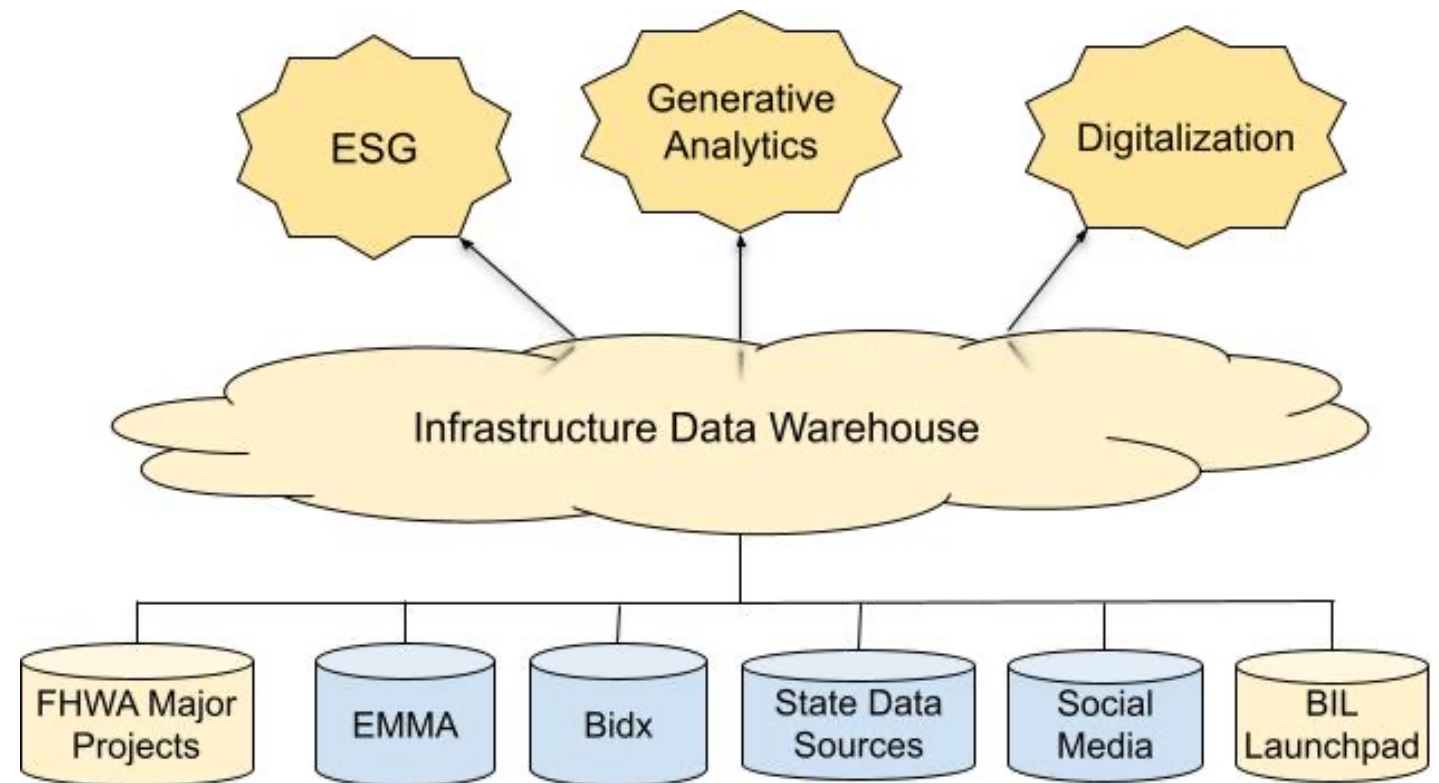 ESG
Generative
Analytics
Digitalization
Infrastructure Data Warehouse
FHWA Major
Projects
EMMA
Bidx
State Data
Sources
Social
Media
BIL
Launchpad